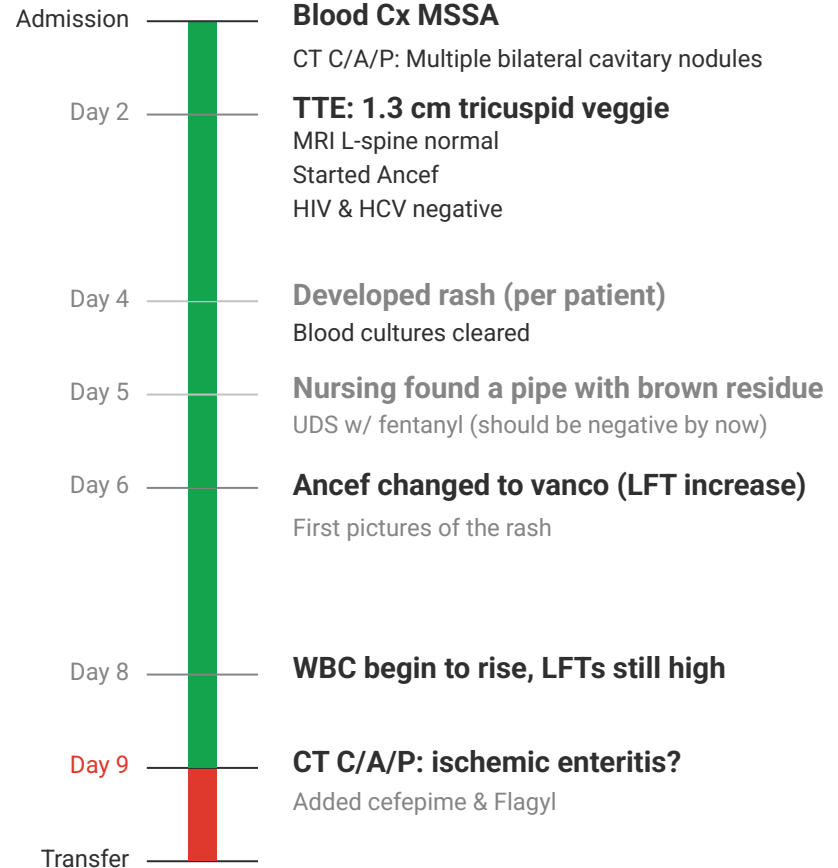 Admission
Blood Cx MSSA
CT C/A/P: Multiple bilateral cavitary nodules
Day 2
TTE: 1.3 cm tricuspid veggie
MRI L-spine normal
Started Ancef
HIV & HCV negative
Day 4
Developed rash (per patient)
Blood cultures cleared
Day 5
Nursing found a pipe with brown residue
UDS w/ fentanyl (should be negative by now)
Day 6
Ancef changed to vanco (LFT increase)
First pictures of the rash
Day 8
WBC begin to rise, LFTs still high
Day 9
CT C/A/P: ischemic enteritis?
Added cefepime & Flagyl
Transfer